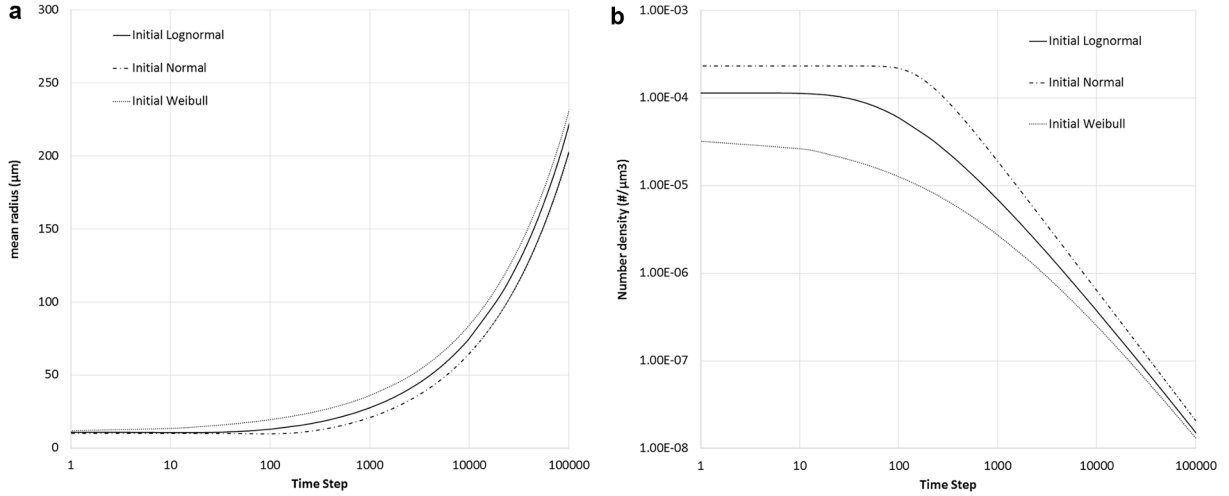 a
300
250
200
150
100
50
0
mean radius (μm)
Initial Lognormal
Initial Normal
Initial Weibull
1
10
100
1000
10000
100000
Time Step
b
1.00E-03
1.00E-04
1.00E-05
1.00E-06
1.00E-07
1.00E-08
Number density (#/μm3)
Initial Lognormal
Initial Normal
Initial Weibull
1
10
100
1000
10000
100000
Time Step